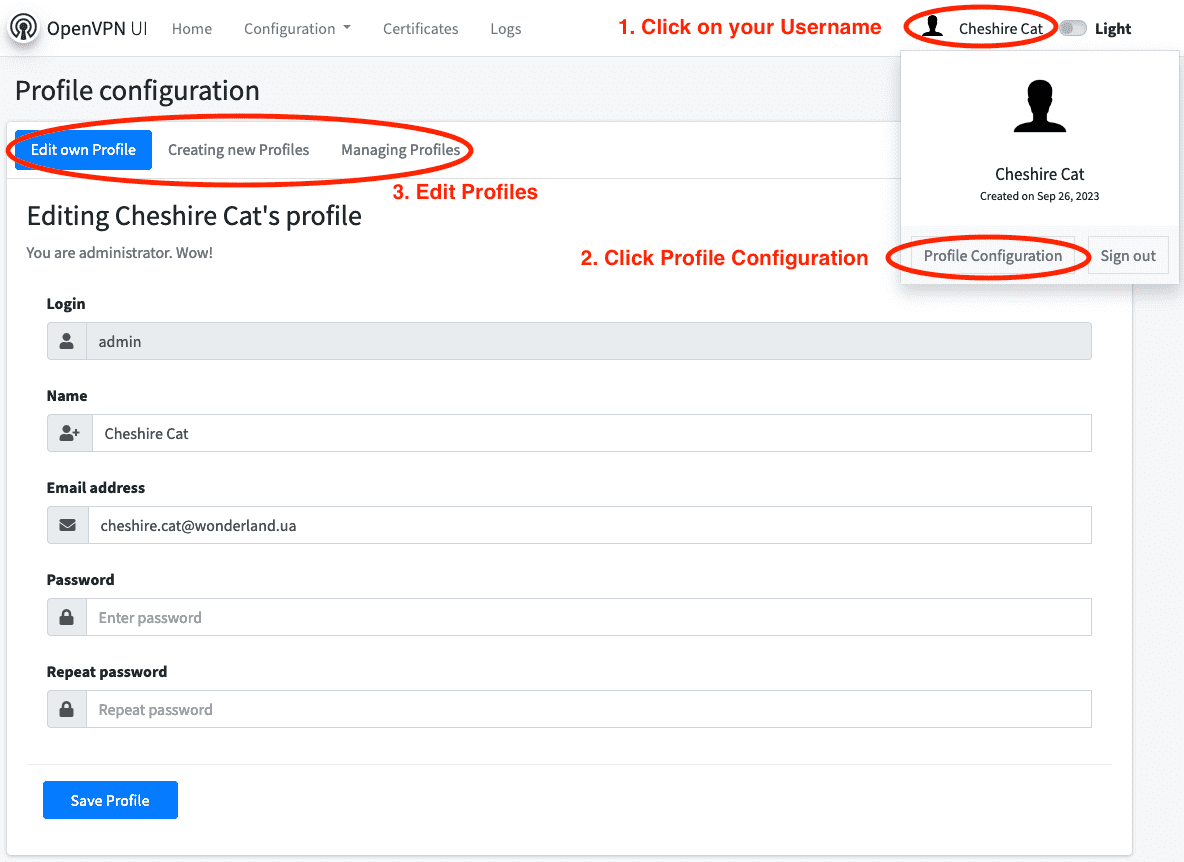 OpenVPN UI Home Configuration Certificates Logs 1. Click on your Username Cheshire Cat Light
Profile configuration
Edit own Profile Creating new Profiles Managing Profiles
3. Edit Profiles
Cheshire Cat
Created on Sep 26, 2023
2. Click Profile Configuration Profile Configuration Sign out
Editing Cheshire Cat's profile
You are administrator. Wow!
Login
admin
Name
Cheshire Cat
Email address
cheshire.cat@wonderland.ua
Password
Enter password
Repeat password
Repeat password
Save Profile